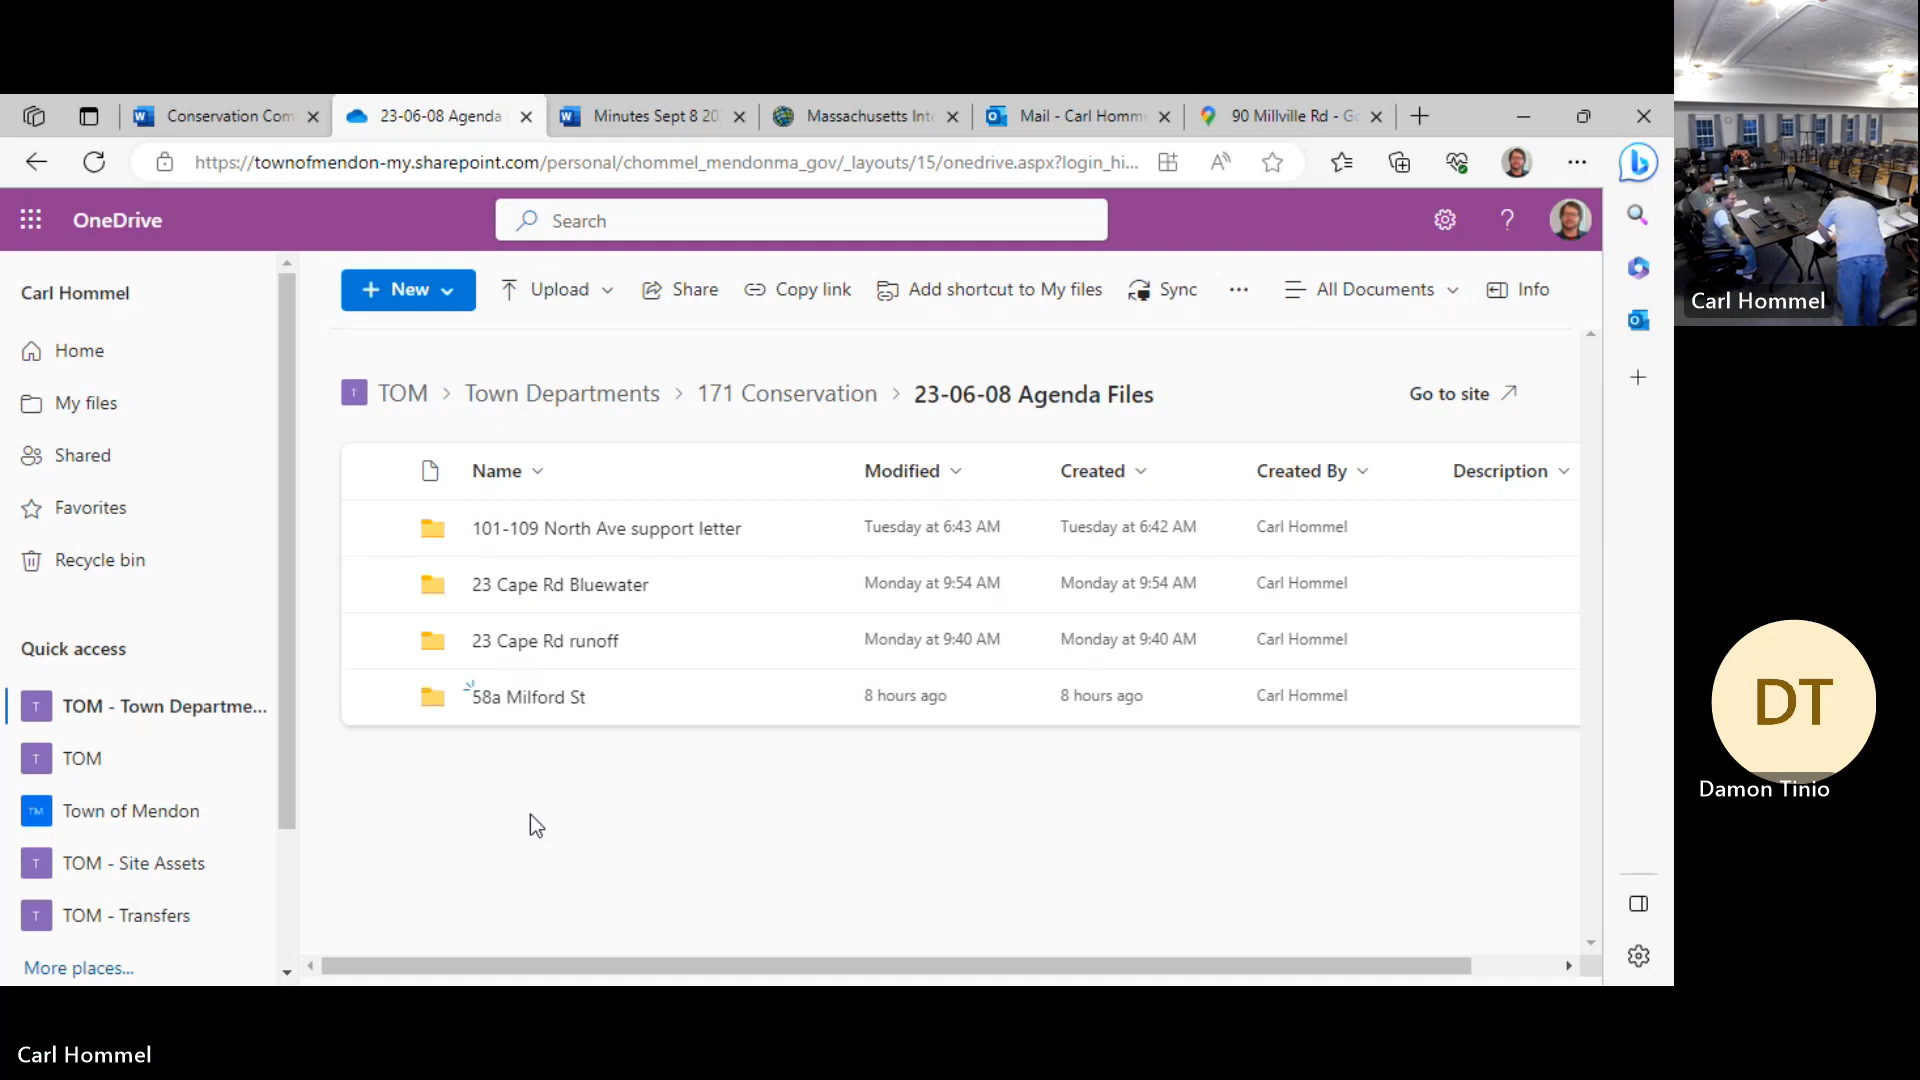 Conservation Com
23-06-08 Agenda
Minutes Sept 8 20
Massachusetts Int
Mail - Carl Homm
90 Millville Rd - Go
https://townofmendon-my.sharepoint.com/personal/chommel_mendonma_gov/_layouts/15/onedrive.aspx?login_hi...
OneDrive
Search
Carl Hommel
Home
My files
Shared
Favorites
Recycle bin
Quick access
TOM - Town Departme...
TOM
Town of Mendon
TOM - Site Assets
TOM - Transfers
More places...
New
Upload
Share
Copy link
Add shortcut to My files
Sync
All Documents
Info
T TOM > Town Departments > 171 Conservation > 23-06-08 Agenda Files
Go to site
Name Modified Created Created By Description
101-109 North Ave support letter Tuesday at 6:43 AM Tuesday at 6:42 AM Carl Hommel
23 Cape Rd Bluewater Monday at 9:54 AM Monday at 9:54 AM Carl Hommel
23 Cape Rd runoff Monday at 9:40 AM Monday at 9:40 AM Carl Hommel
58a Milford St 8 hours ago 8 hours ago Carl Hommel
Carl Hommel
DT
Damon Tinio
Carl Hommel